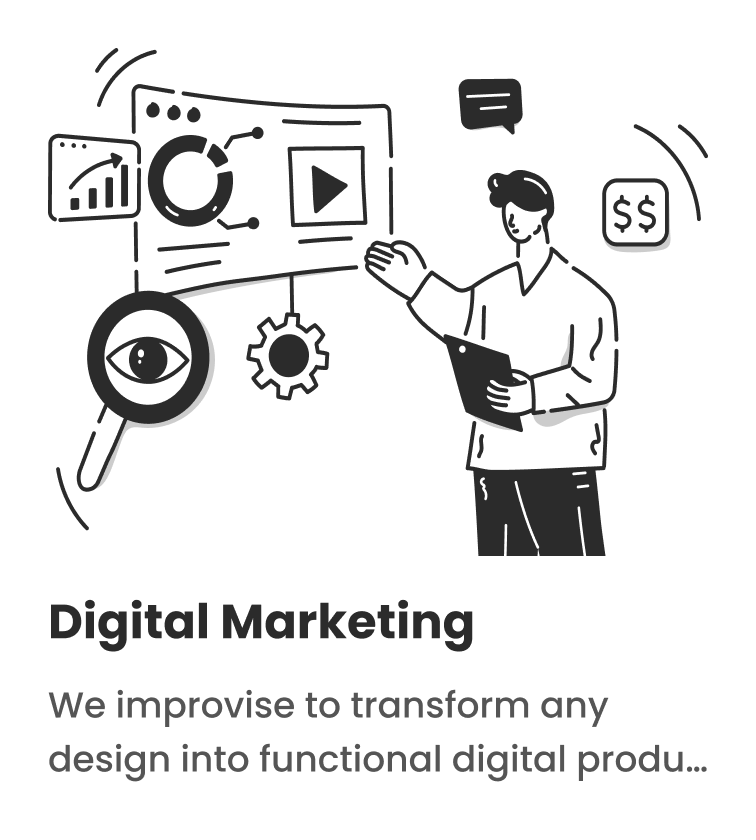 $$
Digital Marketing
We improvise to transform any
design into functional digital produ...